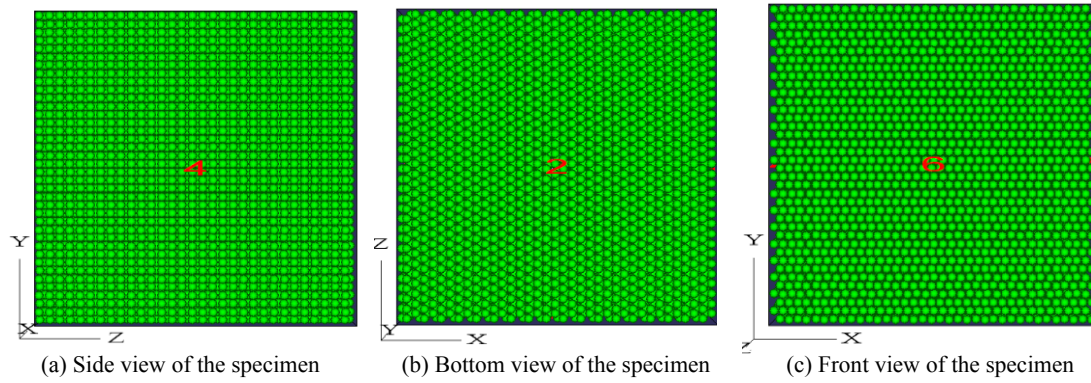 4
Y
X
Z
(a) Side view of the specimen
2
Z
Y
X
(b) Bottom view of the specimen
6
Y
Z
X
(c) Front view of the specimen